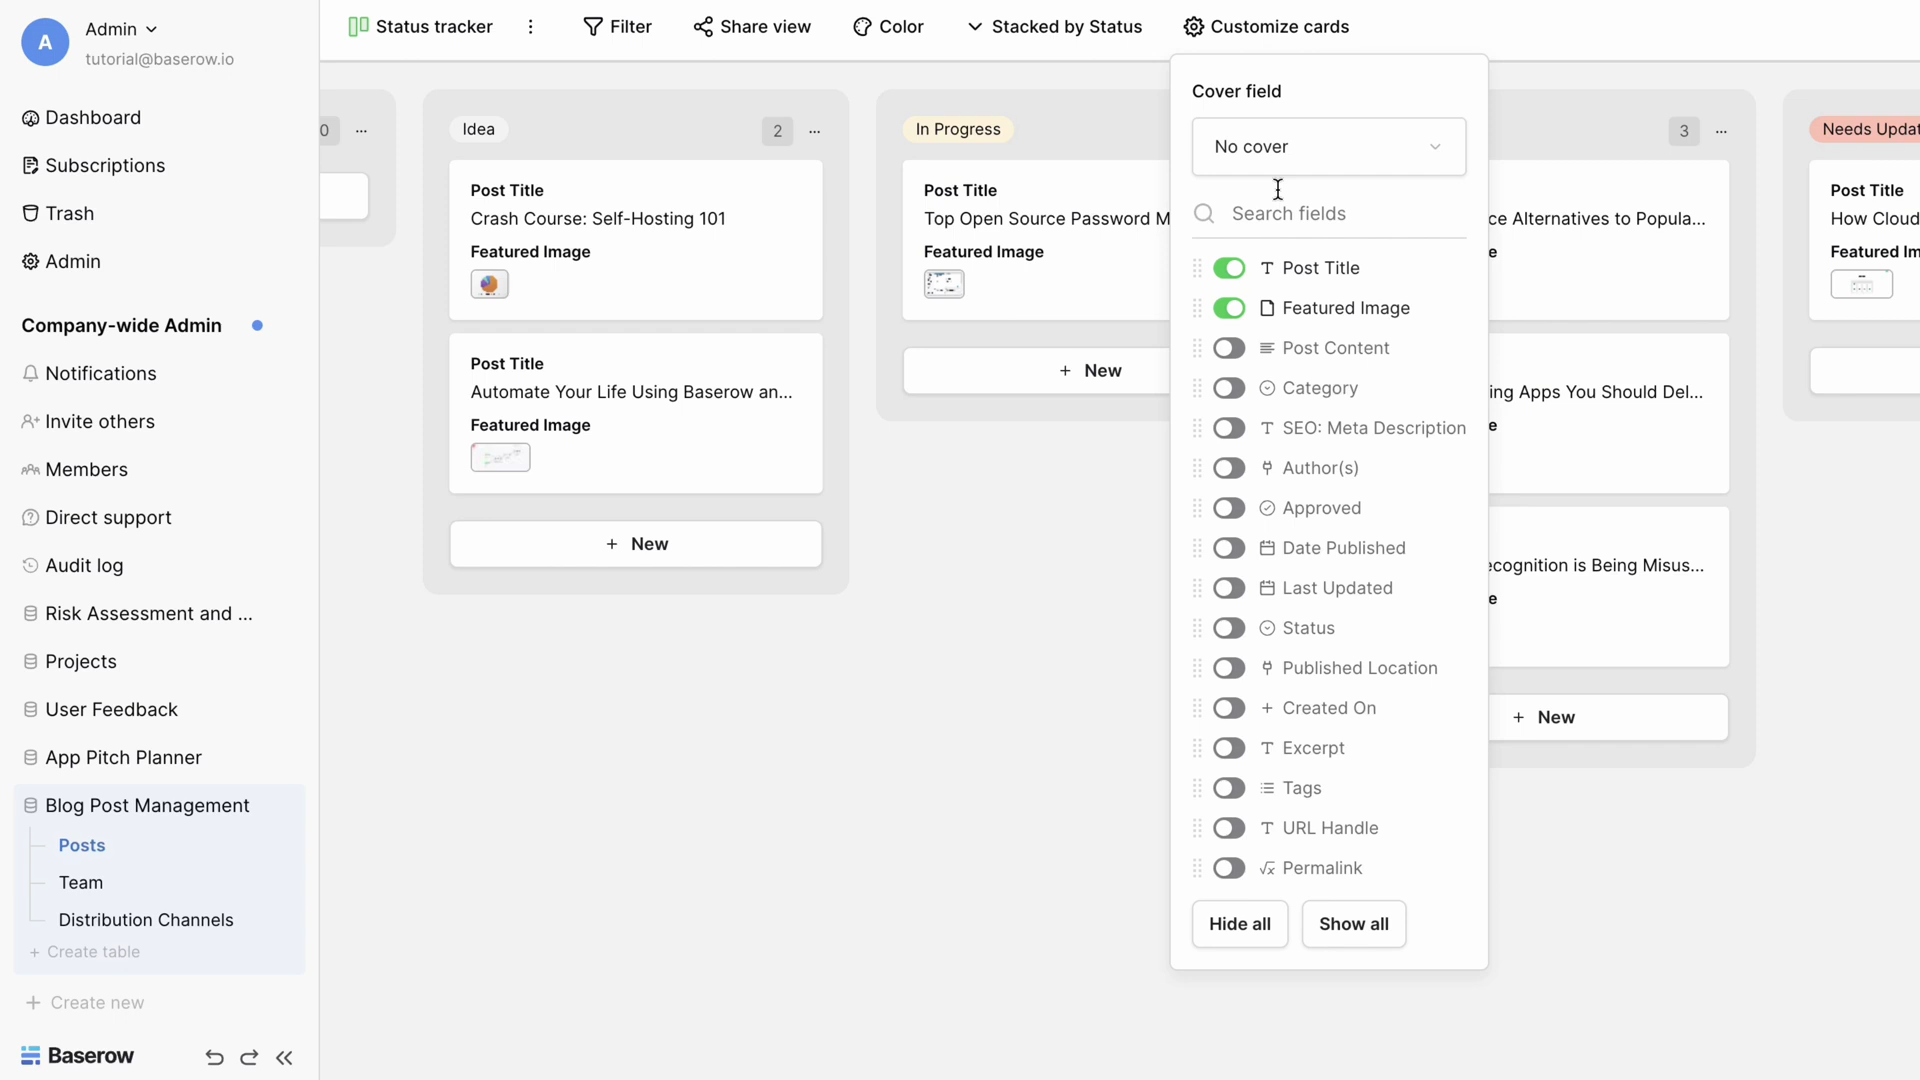 A
Admin
tutorial@baserow.io
Dashboard
Subscriptions
Trash
Admin
Company-wide Admin
Notifications
Invite others
Members
Direct support
Audit log
Risk Assessment and ...
Projects
User Feedback
App Pitch Planner
Blog Post Management
Posts
Team
Distribution Channels
+ Create table
+ Create new
Baserow
Status tracker
Filter
Share view
Color
Stacked by Status
Customize cards
0 ...
Idea 2 ...
Post Title
Crash Course: Self-Hosting 101
Featured Image
Post Title
Automate Your Life Using Baserow an...
Featured Image
+ New
In Progress
Post Title
Top Open Source Password M
Featured Image
+ New
Cover field
No cover
Search fields
Post Title
Featured Image
Post Content
Category
SEO: Meta Description
Author(s)
Approved
Date Published
Last Updated
Status
Published Location
Created On
Excerpt
Tags
URL Handle
Permalink
Hide all
Show all
3 ...
ce Alternatives to Popula...
e
ing Apps You Should Del...
e
ecognition is Being Misus...
e
+ New
Needs Updat
Post Title
How Cloud
Featured Im